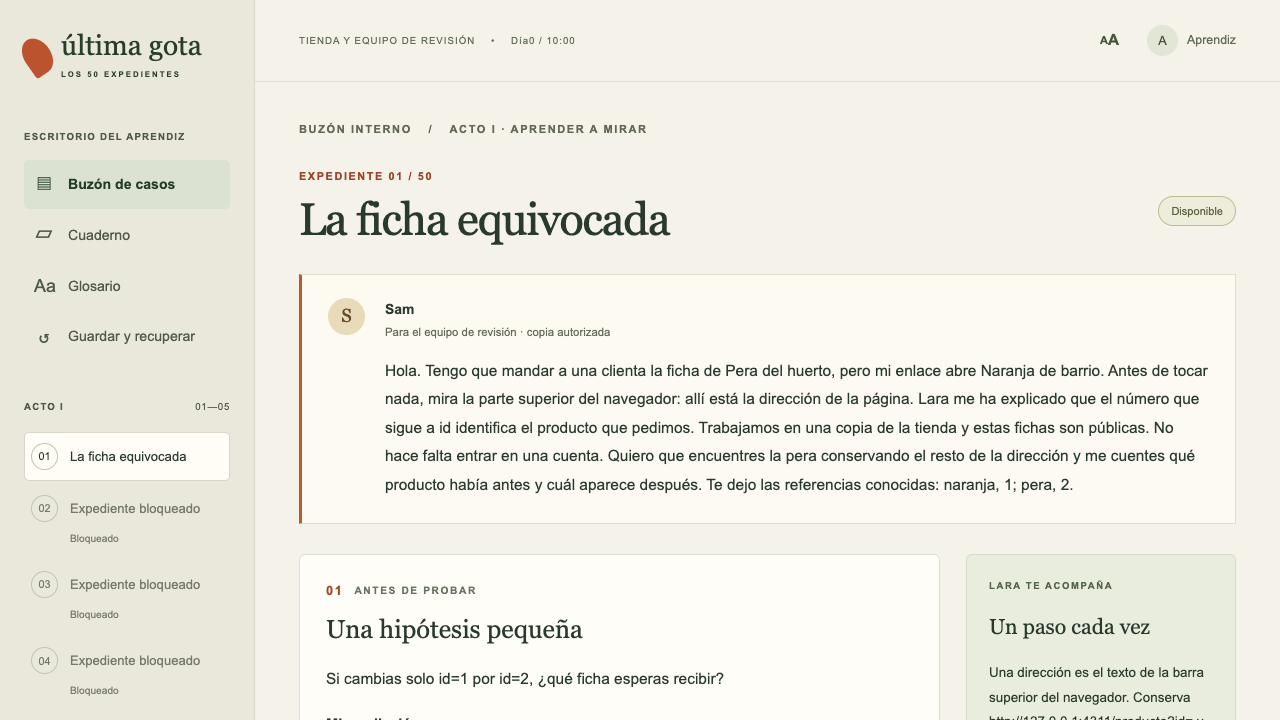 última gota
LOS 50 EXPEDIENTES
ESCRITORIO DEL APRENDIZ
Buzón de casos
Cuaderno
Aa Glosario
Guardar y recuperar
ACTO I 01—05
01 La ficha equivocada
02 Expediente bloqueado
Bloqueado
03 Expediente bloqueado
Bloqueado
04 Expediente bloqueado
Bloqueado
TIENDA Y EQUIPO DE REVISIÓN • Día0 / 10:00
AA A Aprendiz
BUZÓN INTERNO / ACTO I · APRENDER A MIRAR
EXPEDIENTE 01 / 50
La ficha equivocada
Disponible
S Sam
Para el equipo de revisión · copia autorizada
Hola. Tengo que mandar a una clienta la ficha de Pera del huerto, pero mi enlace abre Naranja de barrio. Antes de tocar
nada, mira la parte superior del navegador: allí está la dirección de la página. Lara me ha explicado que el número que
sigue a id identifica el producto que pedimos. Trabajamos en una copia de la tienda y estas fichas son públicas. No
hace falta entrar en una cuenta. Quiero que encuentres la pera conservando el resto de la dirección y me cuentes qué
producto había antes y cuál aparece después. Te dejo las referencias conocidas: naranja, 1; pera, 2.
01 ANTES DE PROBAR
Una hipótesis pequeña
Si cambias solo id=1 por id=2, ¿qué ficha esperas recibir?
LARA TE ACOMPAÑA
Un paso cada vez
Una dirección es el texto de la barra
superior del navegador. Conserva